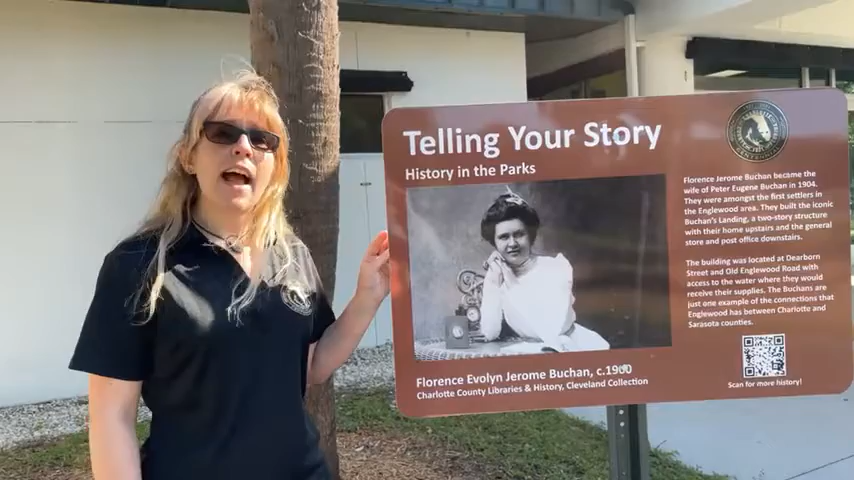 Telling Your Story
History in the Parks
Florence Jerome Buchan became the
wife of Peter Eugene Buchan in 1904.
They were amongst the first settlers in
the Englewood area. They built the iconic
Buchan's Landing, a two-story structure
with their home upstairs and the general
store and post office downstairs.
The building was located at Dearborn
Street and Old Englewood Road with
access to the water where they would
receive their supplies. The Buchans are
just one example of the connections that
Englewood has between Charlotte and
Sarasota counties.
Florence Evolyn Jerome Buchan, c.1900
Charlotte County Libraries & History, Cleveland Collection
Scan for more history!